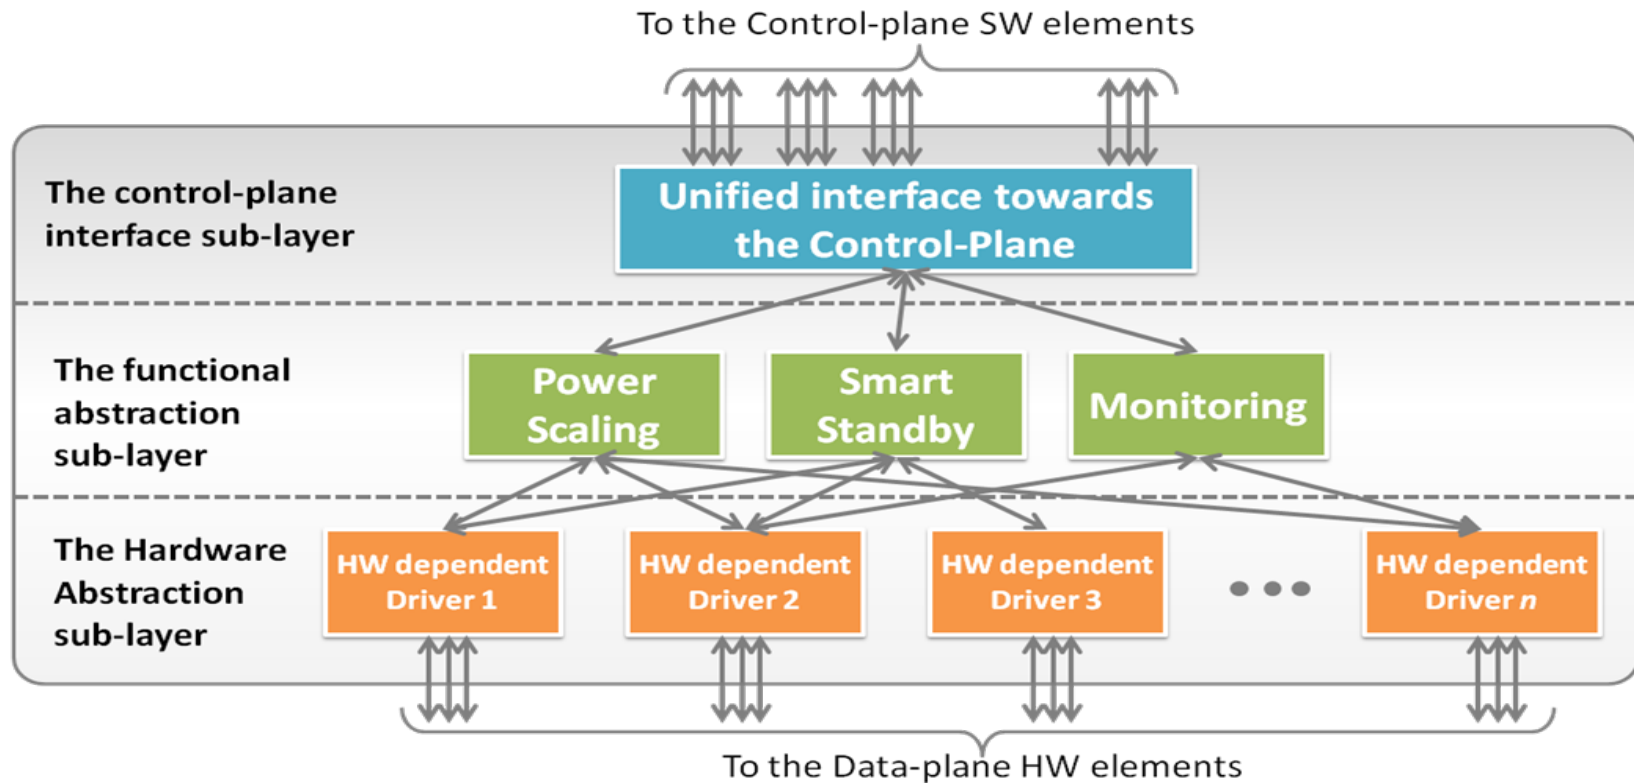 To the Control-plane SW elements
The control-plane
interface sub-layer
Unified interface towards
the Control-Plane
The functional
abstraction
sub-layer
Power
Scaling
Smart
Standby
Monitoring
The Hardware
Abstraction
sub-layer
HW dependent
Driver 1
HW dependent
Driver 2
HW dependent
Driver 3
HW dependent
Driver n
To the Data-plane HW elements